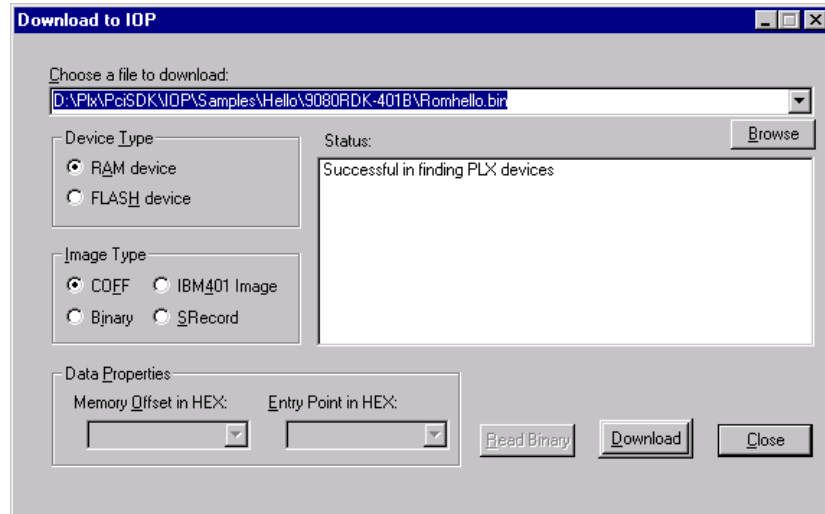 Download to IOP
Choose a file to download:
D:\Plx\PciSDK\IOP\Samples\Hello\9080RDK-401B\Romhello.bin
Browse
Device Type
RAM device
FLASH device
Status:
Successful in finding PLX devices
Image Type
COFF IBM401 Image
Binary SRecord
Data Properties
Memory Offset in HEX: Entry Point in HEX:
Read Binary Download Close